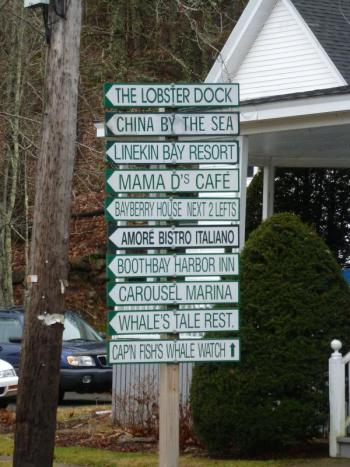 THE LOBSTER DOCK
CHINA BY THE SEA
LINEKIN BAY RESORT
MAMA D'S CAFÉ
BAYBERRY HOUSE NEXT 2 LEFTS
AMORÉ BISTRO ITALIANO
BOOTHBAY HARBOR INN
CAROUSEL MARINA
WHALE'S TALE REST.
CAP'N FISH'S WHALE WATCH